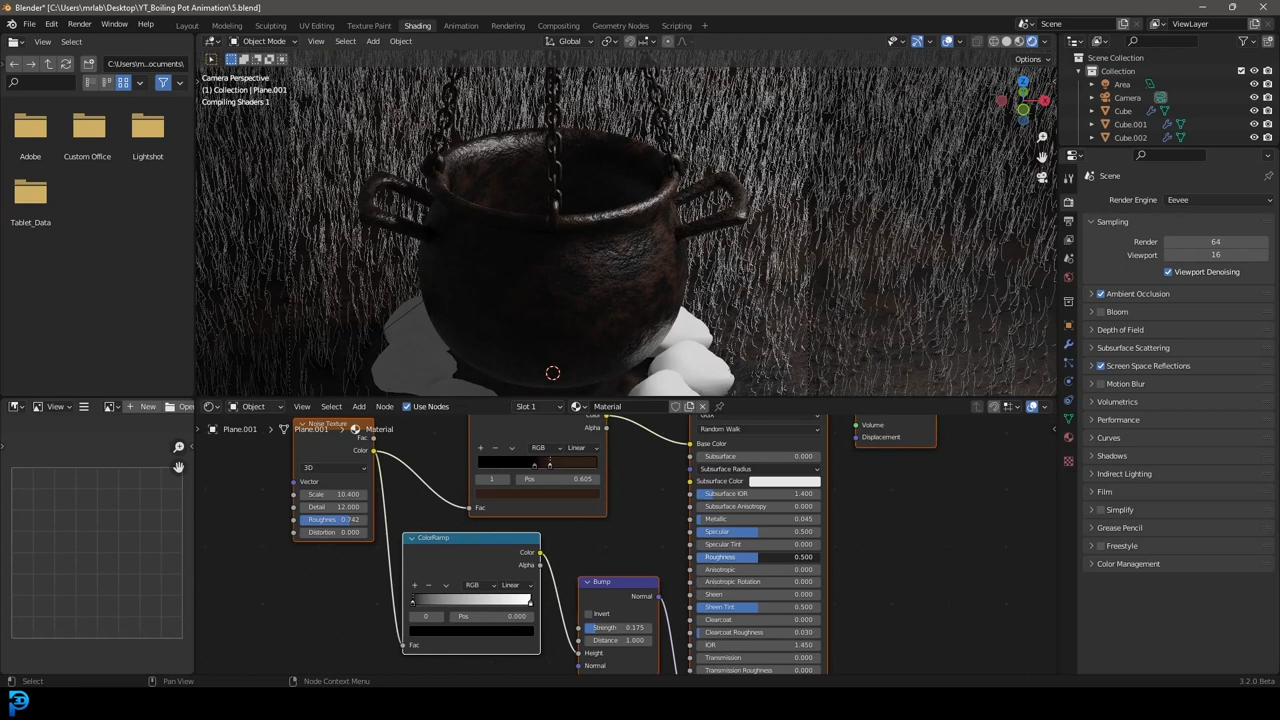 Blender* [C:\Users\mrlab\Desktop\YT_Boiling Pot Animation\5.blend]
File Edit Render Window Help Layout Modeling Sculpting UV Editing Texture Paint Shading Animation Rendering Compositing Geometry Nodes Scripting + Scene ViewLayer
View Select Object Mode View Select Add Object Global
C:\Users\m...ocuments\ Options
Camera Perspective
(1) Collection | Plane.001
Compiling Shaders 1
Adobe Custom Office Lightshot
Tablet_Data
Scene Collection
Collection
Area
Camera
Cube
Cube.001
Cube.002
Scene
Render Engine Eevee
Sampling
Render 64
Viewport 16
Viewport Denoising
Ambient Occlusion
Bloom
Depth of Field
Subsurface Scattering
Screen Space Reflections
Motion Blur
Volumetrics
Performance
Curves
Shadows
Indirect Lighting
Film
Simplify
Grease Pencil
Freestyle
Color Management
View + New Open
Object View Select Add Node Use Nodes Slot 1 Material
Plane.001 Plane.001 Material
Noise Texture
Fac
Color
3D
Vector
Scale 10.400
Detail 12.000
Roughnes 0.742
Distortion 0.000
Alpha
RGB Linear
1 Pos 0.605
Fac
ColorRamp
Color
Alpha
RGB Linear
0 Pos 0.000
Fac
Bump
Normal
Invert
Strength 0.175
Distance 1.000
Height
Normal
Random Walk
Base Color
Subsurface 0.000
Subsurface Radius
Subsurface Color
Subsurface IOR 1.400
Subsurface Anisotropy 0.000
Metallic 0.045
Specular 0.500
Specular Tint 0.000
Roughness 0.500
Anisotropic 0.000
Anisotropic Rotation 0.000
Sheen 0.000
Sheen Tint 0.500
Clearcoat 0.000
Clearcoat Roughness 0.030
IOR 1.450
Transmission 0.000
Transmission Roughness 0.000
Volume
Displacement
Select Pan View Node Context Menu 3.2.0 Beta